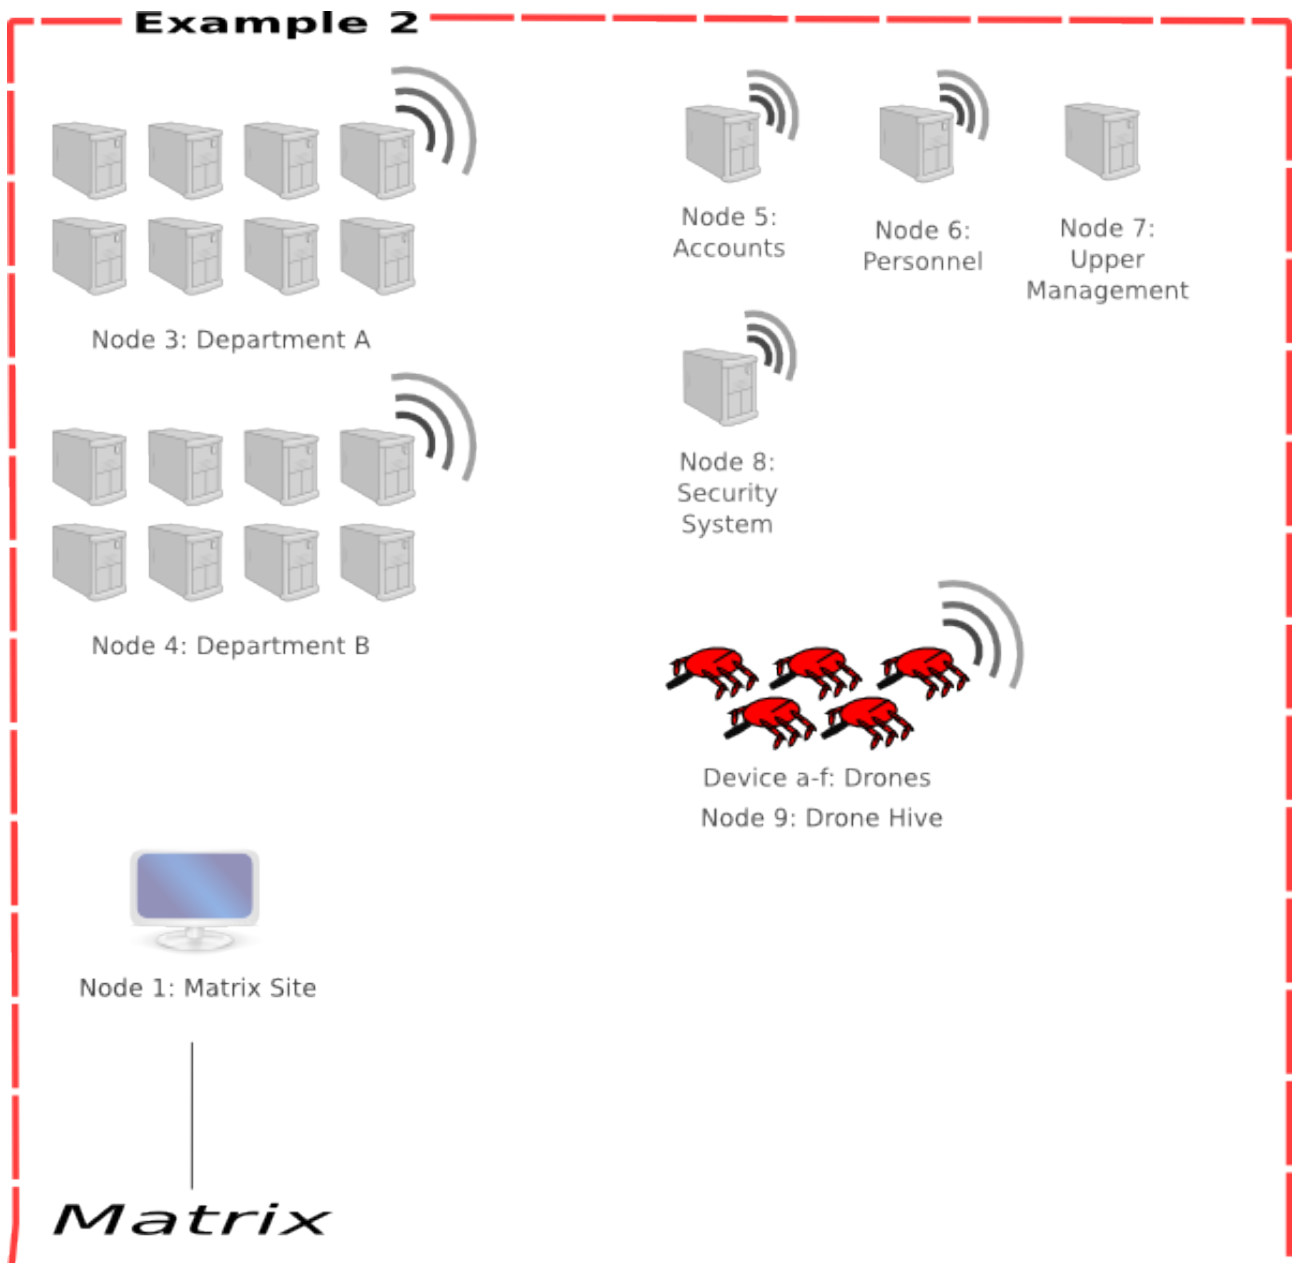 Example 2
Node 3: Department A
Node 4: Department B
Node 5:
Accounts
Node 6:
Personnel
Node 7:
Upper
Management
Node 8:
Security
System
Device a-f: Drones
Node 9: Drone Hive
Node 1: Matrix Site
Matrix